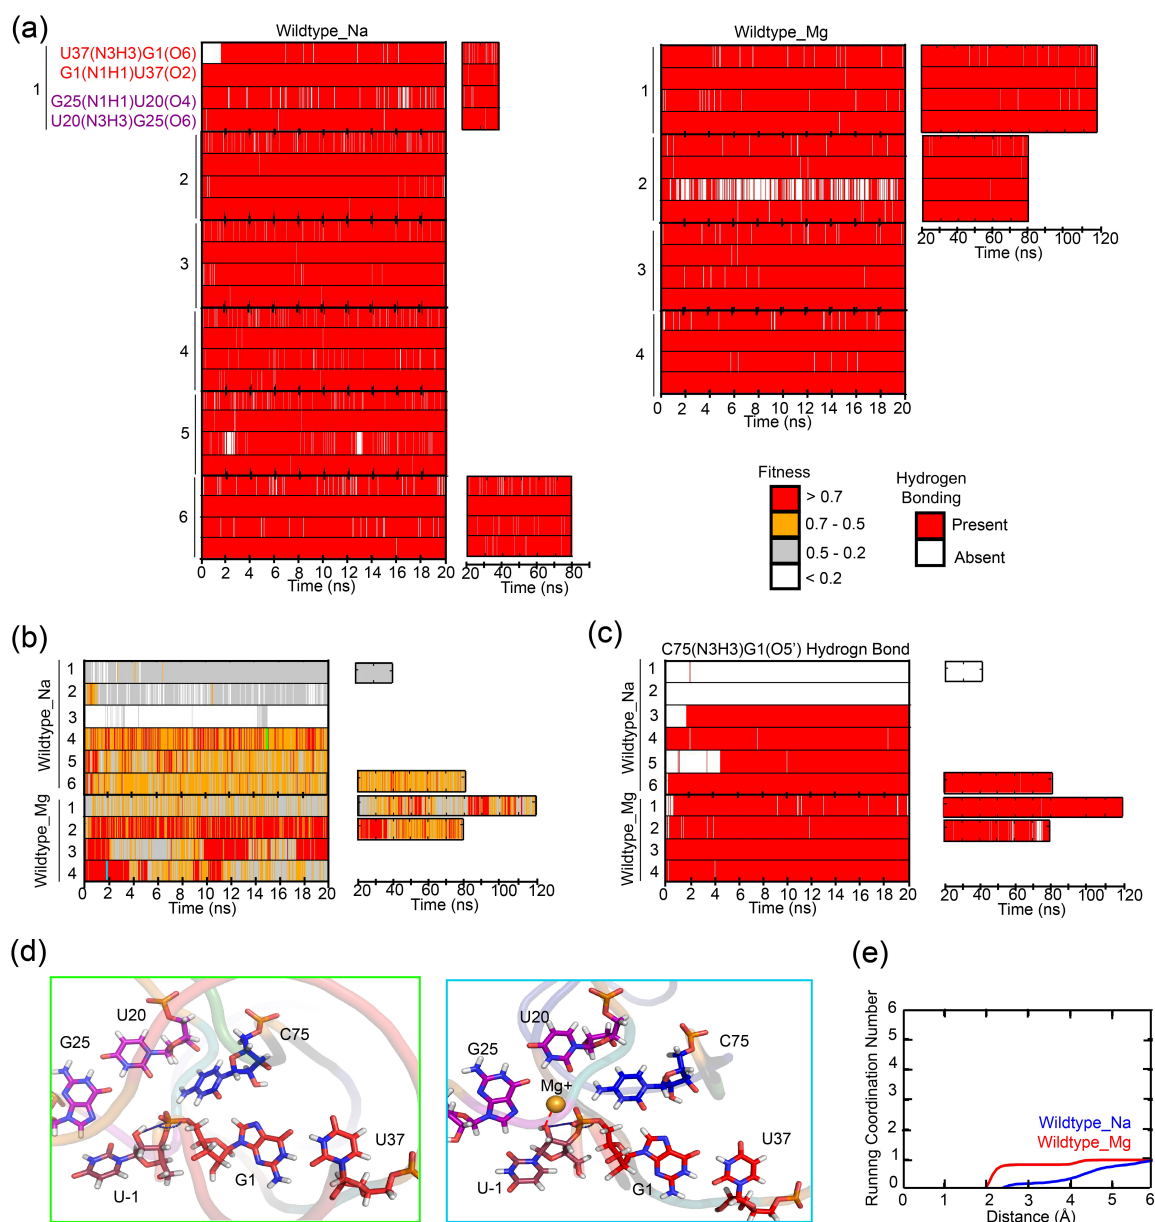 (a)
Wildtype_Na
Wildtype_Mg
U37(N3H3)G1(O6)
G1(N1H1)U37(O2)
G25(N1H1)U20(O4)
U20(N3H3)G25(O6)
1
2
3
4
5
6
0 2 4 6 8 10 12 14 16 18 20
Time (ns)
20 40 60 80
Time (ns)
1
2
3
4
0 2 4 6 8 10 12 14 16 18 20
Time (ns)
20 40 60 80 100 120
Time (ns)
Fitness
> 0.7
0.7 - 0.5
0.5 - 0.2
< 0.2
Hydrogen
Bonding
Present
Absent
(b)
Wildtype_Na
1
2
3
4
5
6
Wildtype_Mg
1
2
3
4
0 2 4 6 8 10 12 14 16 18 20
Time (ns)
20 40 60 80 100 120
Time (ns)
(c)
C75(N3H3)G1(O5') Hydrogn Bond
Wildtype_Na
1
2
3
4
5
6
Wildtype_Mg
1
2
3
4
0 2 4 6 8 10 12 14 16 18 20
Time (ns)
20 40 60 80 100 120
Time (ns)
(d)
U20
G25
C75
U37
U-1
G1
U20
G25
C75
Mg+
U37
U-1
G1
(e)
Running Coordination Number
6
5
4
3
2
1
0
Wildtype_Na
Wildtype_Mg
0 1 2 3 4 5 6
Distance (Å)